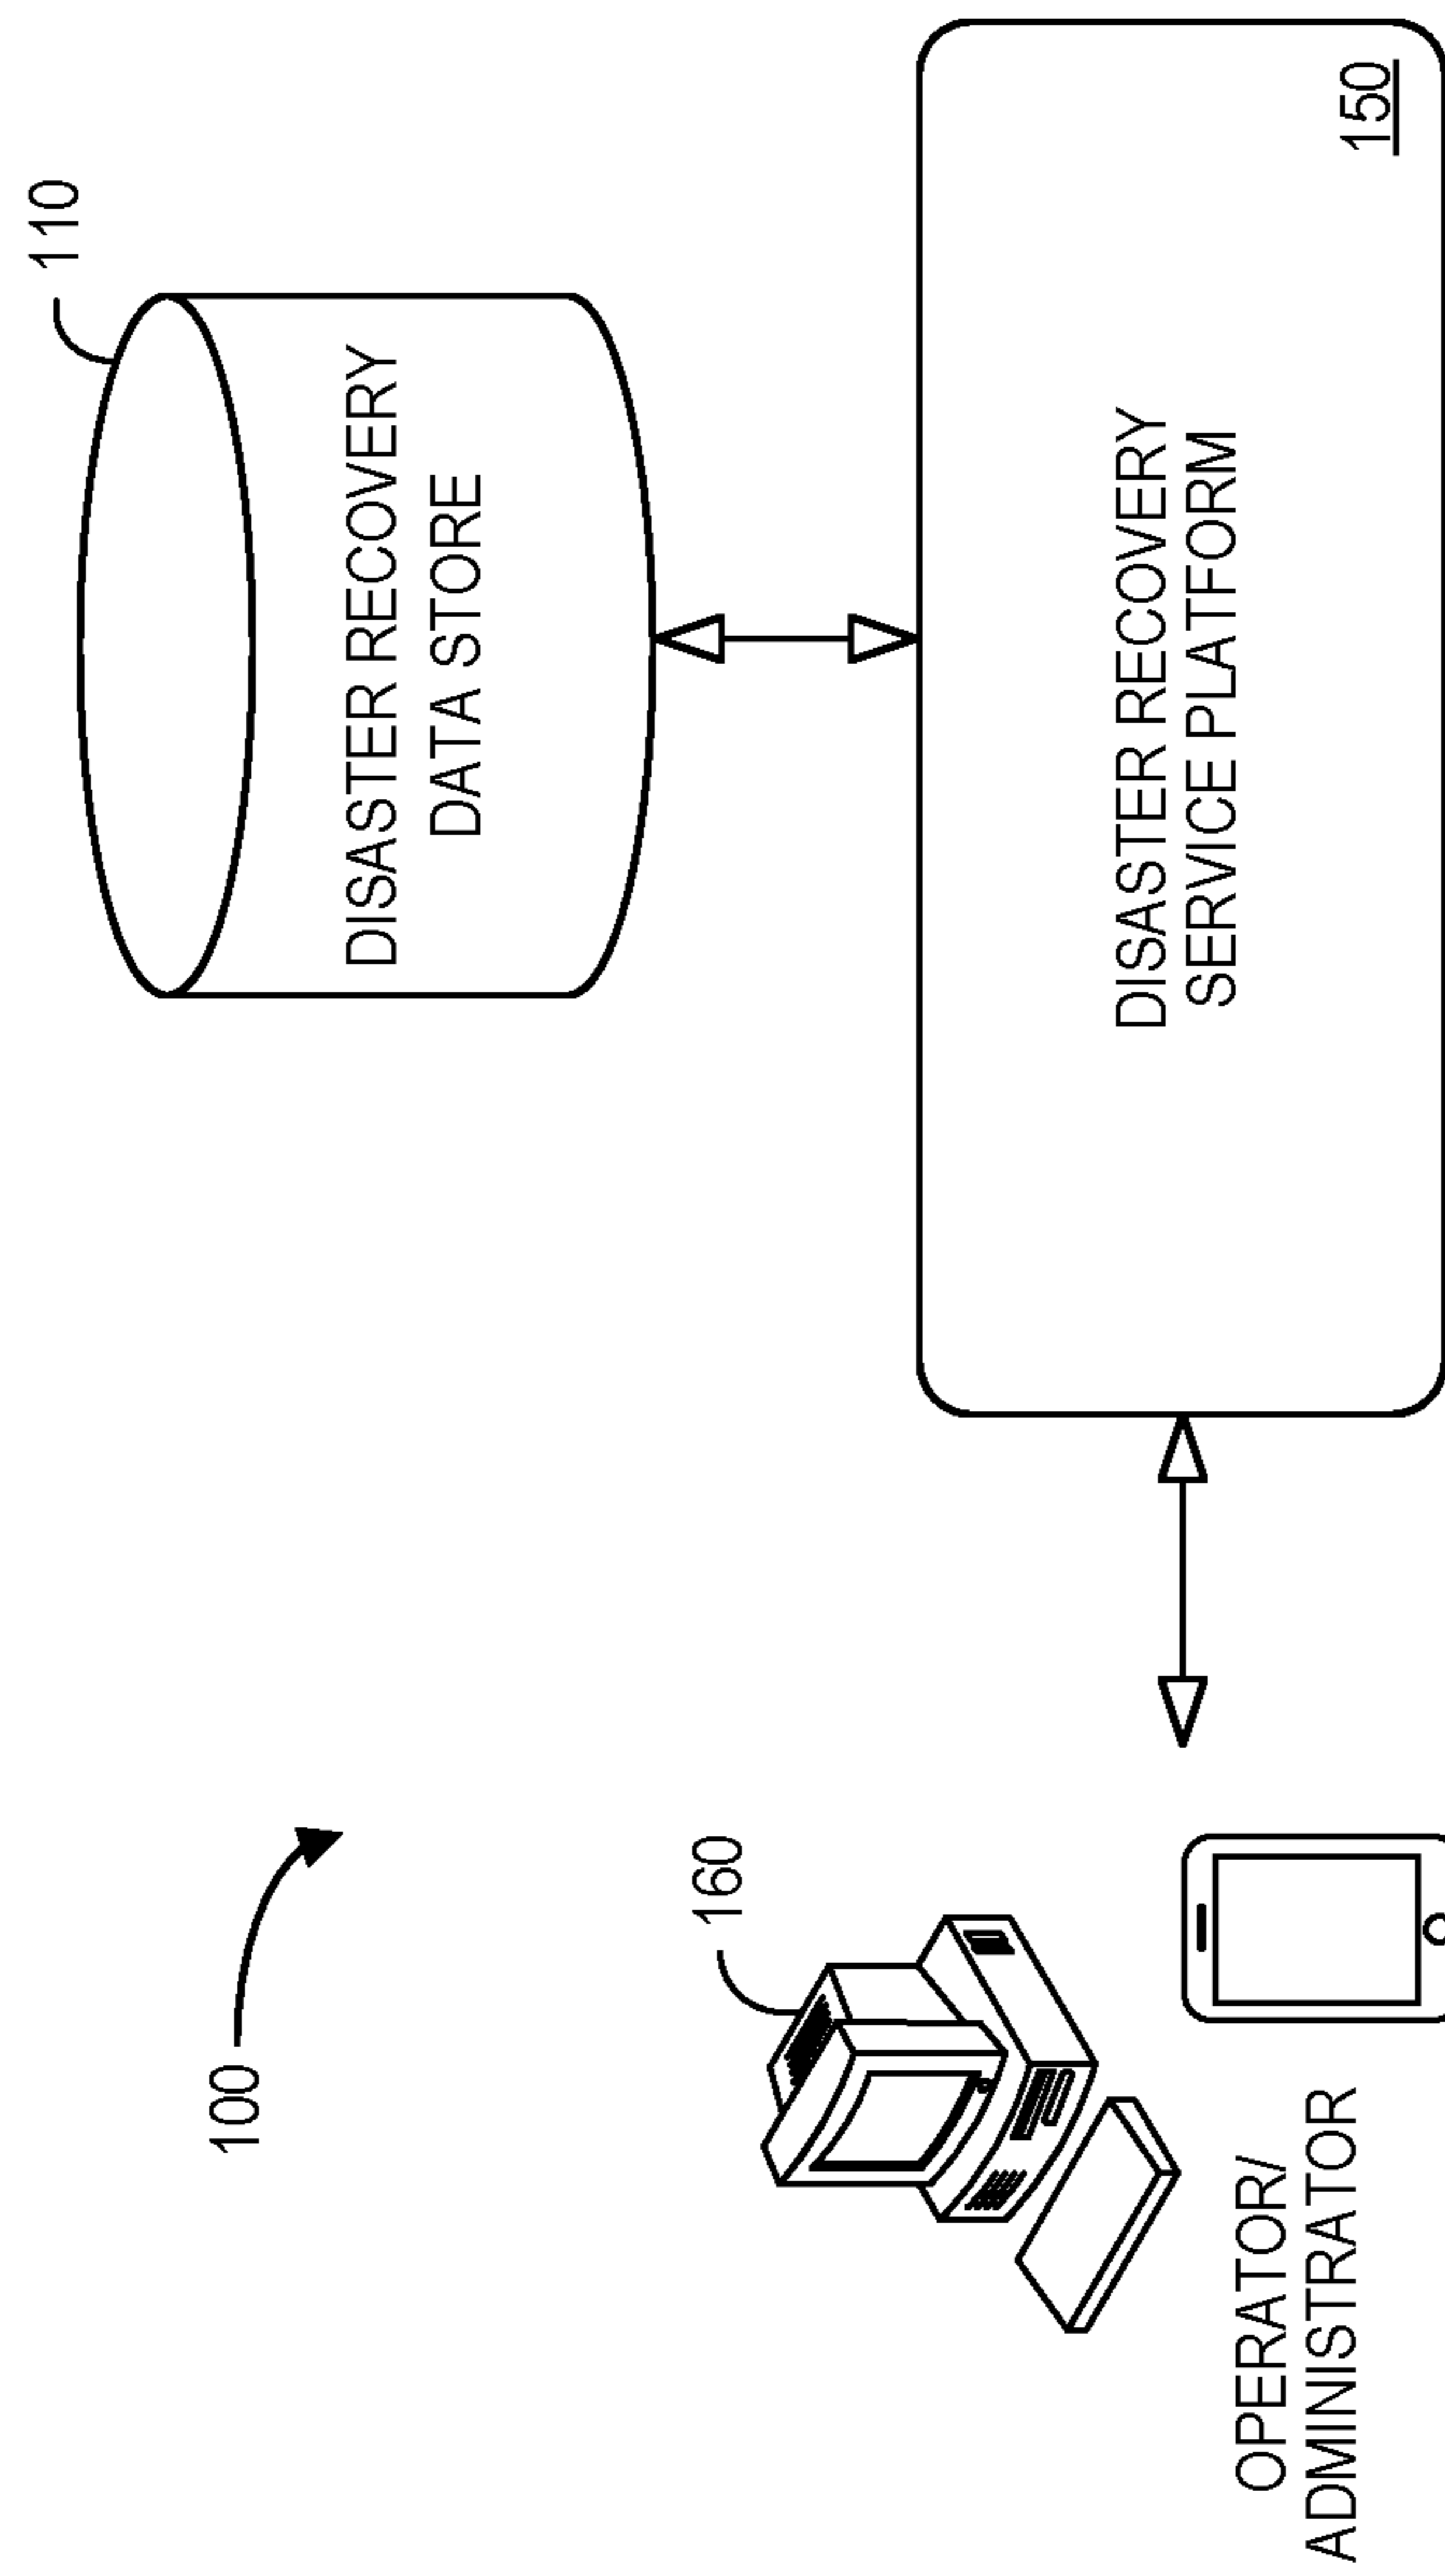 100
110
DISASTER RECOVERY
DATA STORE
160
OPERATOR/
ADMINISTRATOR
DISASTER RECOVERY
SERVICE PLATFORM
150